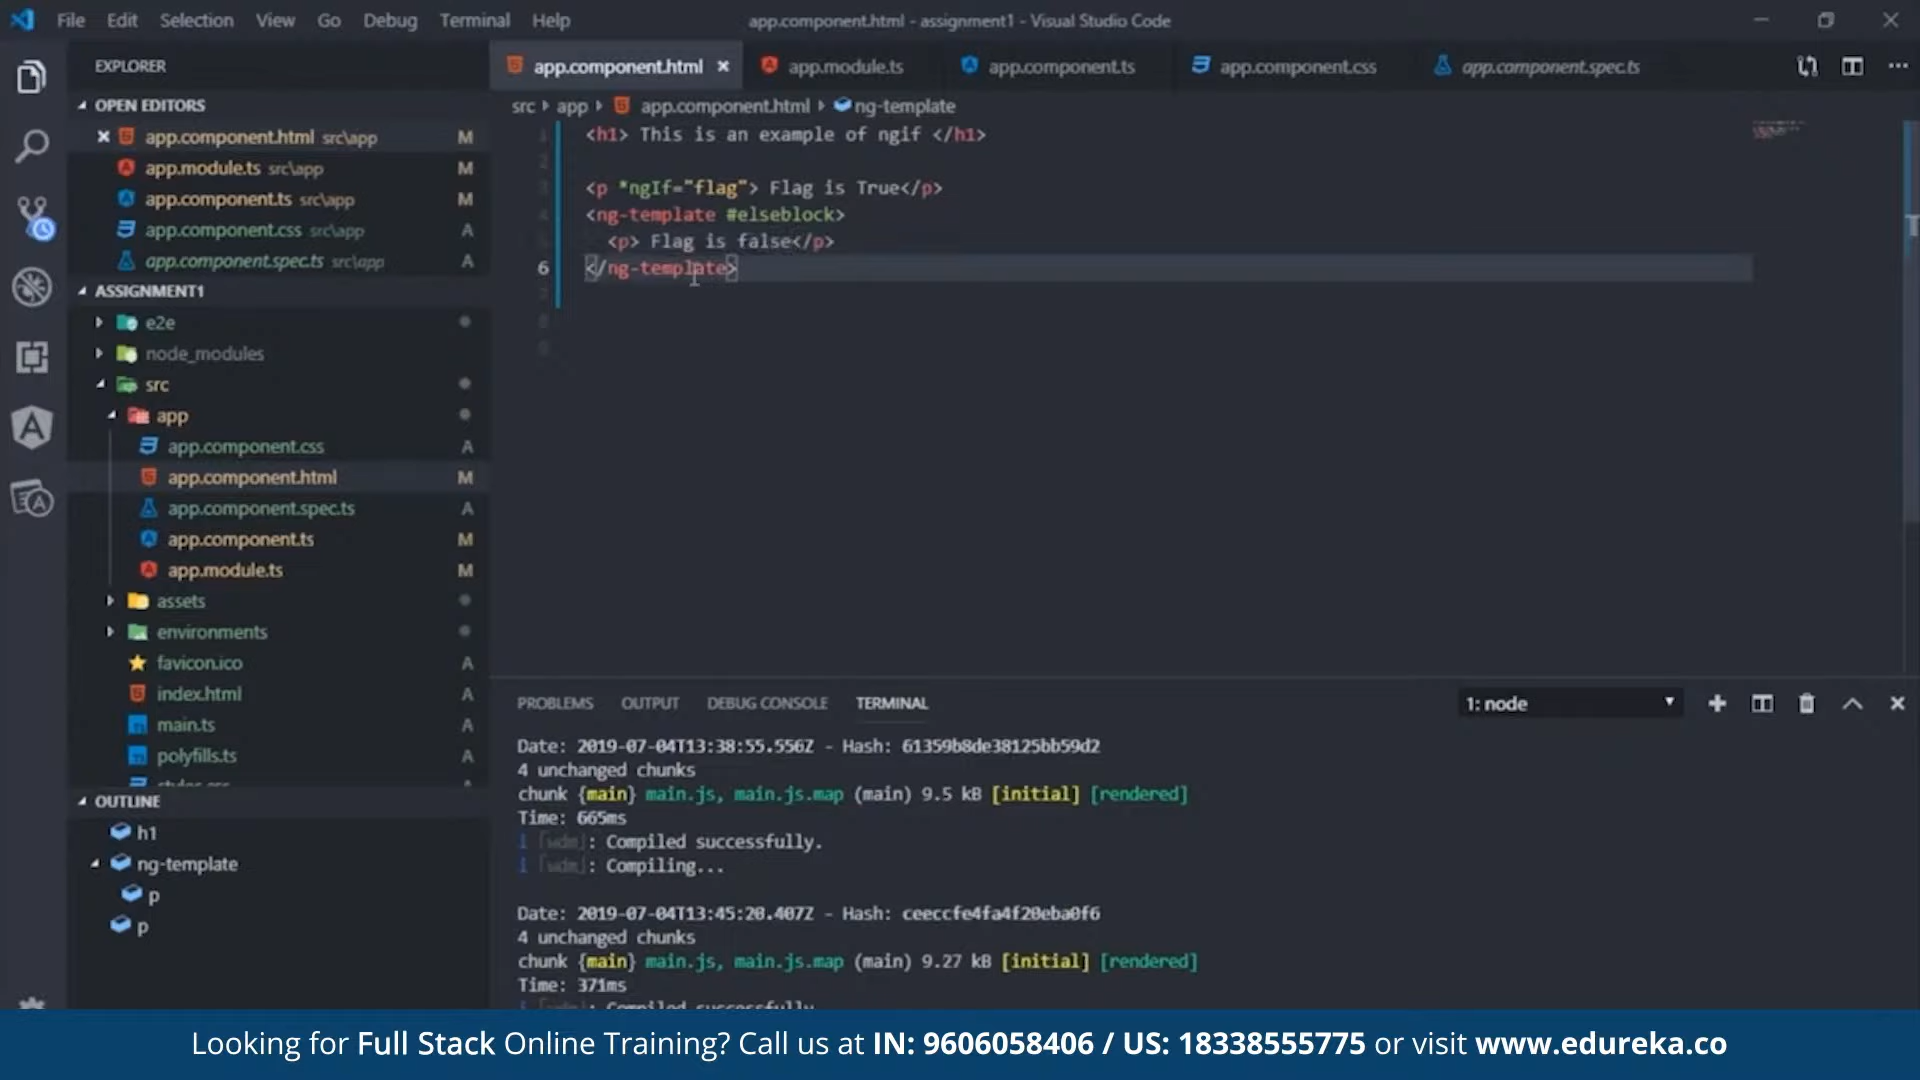 File Edit Selection View Go Debug Terminal Help
app.component.html - assignment1 - Visual Studio Code
EXPLORER
OPEN EDITORS
app.component.html src\app M
app.module.ts src\app M
app.component.ts src\app M
app.component.css src\app A
app.component.spec.ts src\app A
ASSIGNMENT1
e2e
node_modules
src
app
app.component.css A
app.component.html M
app.component.spec.ts A
app.component.ts M
app.module.ts M
assets
environments
favicon.ico A
index.html A
main.ts A
polyfills.ts A
OUTLINE
h1
ng-template
p
p
app.component.html app.module.ts app.component.ts app.component.css app.component.spec.ts
src app app.component.html ng-template
<h1> This is an example of ngif </h1>
<p *ngIf="flag"> Flag is True</p>
<ng-template #elseblock>
<p> Flag is false</p>
6 </ng-template>
PROBLEMS OUTPUT DEBUG CONSOLE TERMINAL 1: node
Date: 2019-07-04T13:38:55.556Z - Hash: 61359b8de38125bb59d2
4 unchanged chunks
chunk {main} main.js, main.js.map (main) 9.5 kB [initial] [rendered]
Time: 665ms
i ｢wdm｣: Compiled successfully.
i ｢wdm｣: Compiling...
Date: 2019-07-04T13:45:20.407Z - Hash: ceeccfe4fa4f20eba0f6
4 unchanged chunks
chunk {main} main.js, main.js.map (main) 9.27 kB [initial] [rendered]
Time: 371ms
Looking for Full Stack Online Training? Call us at IN: 9606058406 / US: 18338555775 or visit www.edureka.co